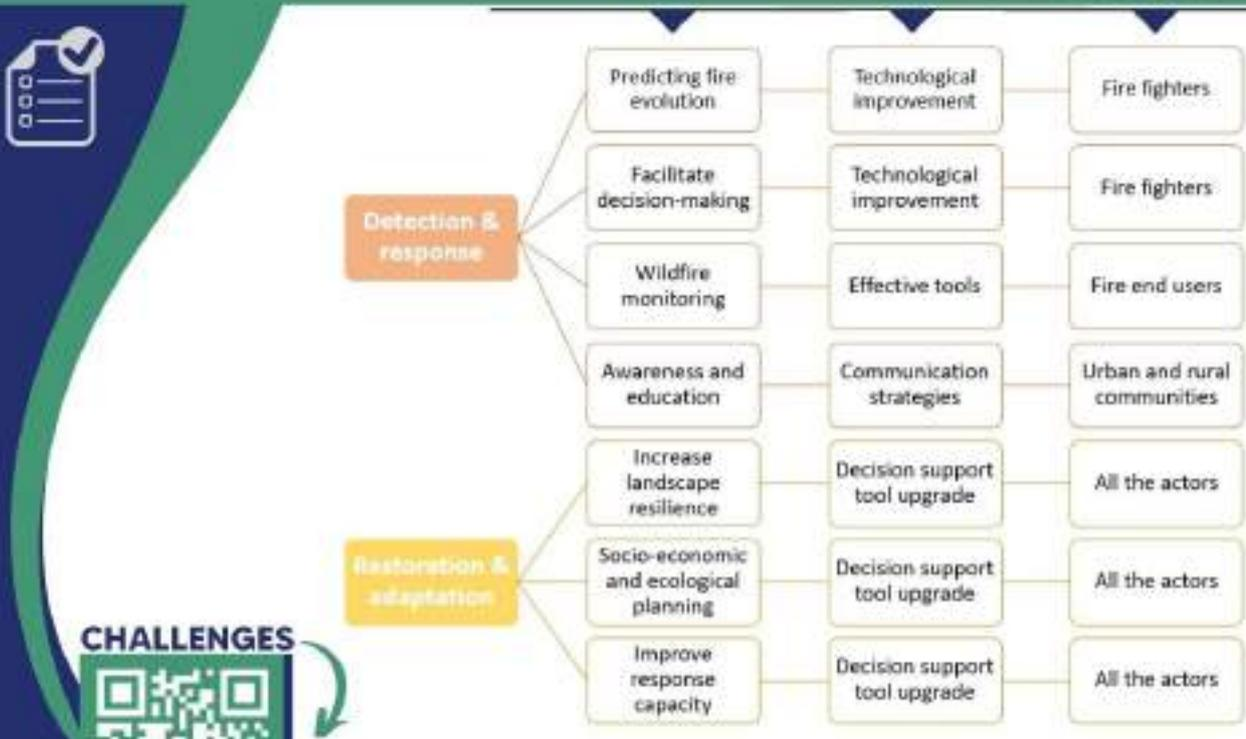 Predicting fire
evolution
Technological
improvement
Fire fighters
Facilitate
decision-making
Technological
improvement
Fire fighters
Detection &
response
Wildfire
monitoring
Effective tools
Fire end users
Awareness and
education
Communication
strategies
Urban and rural
communities
Increase
landscape
resilience
Decision support
tool upgrade
All the actors
Restoration &
adaptation
Socio-economic
and ecological
planning
Decision support
tool upgrade
All the actors
Improve
response
capacity
Decision support
tool upgrade
All the actors
CHALLENGES